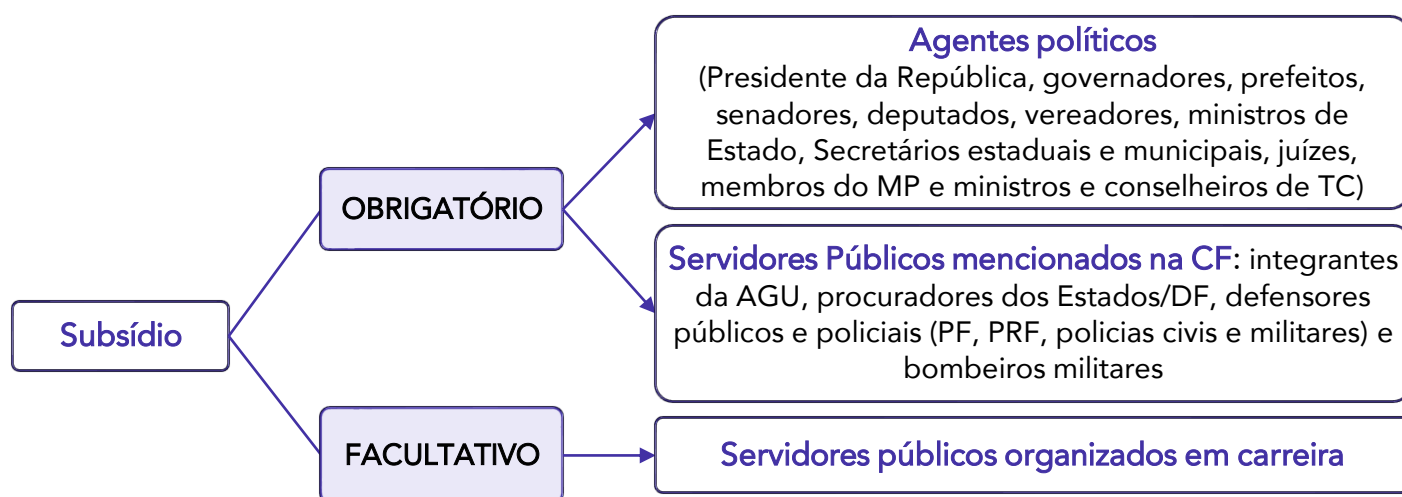 Agentes políticos
(Presidente da República, governadores, prefeitos,
senadores, deputados, vereadores, ministros de
Estado, Secretários estaduais e municipais, juízes,
membros do MP e ministros e conselheiros de TC)
OBRIGATÓRIO
Servidores Públicos mencionados na CF: integrantes
da AGU, procuradores dos Estados/DF, defensores
públicos e policiais (PF, PRF, policias civis e militares) e
bombeiros militares
Subsídio
FACULTATIVO
Servidores públicos organizados em carreira